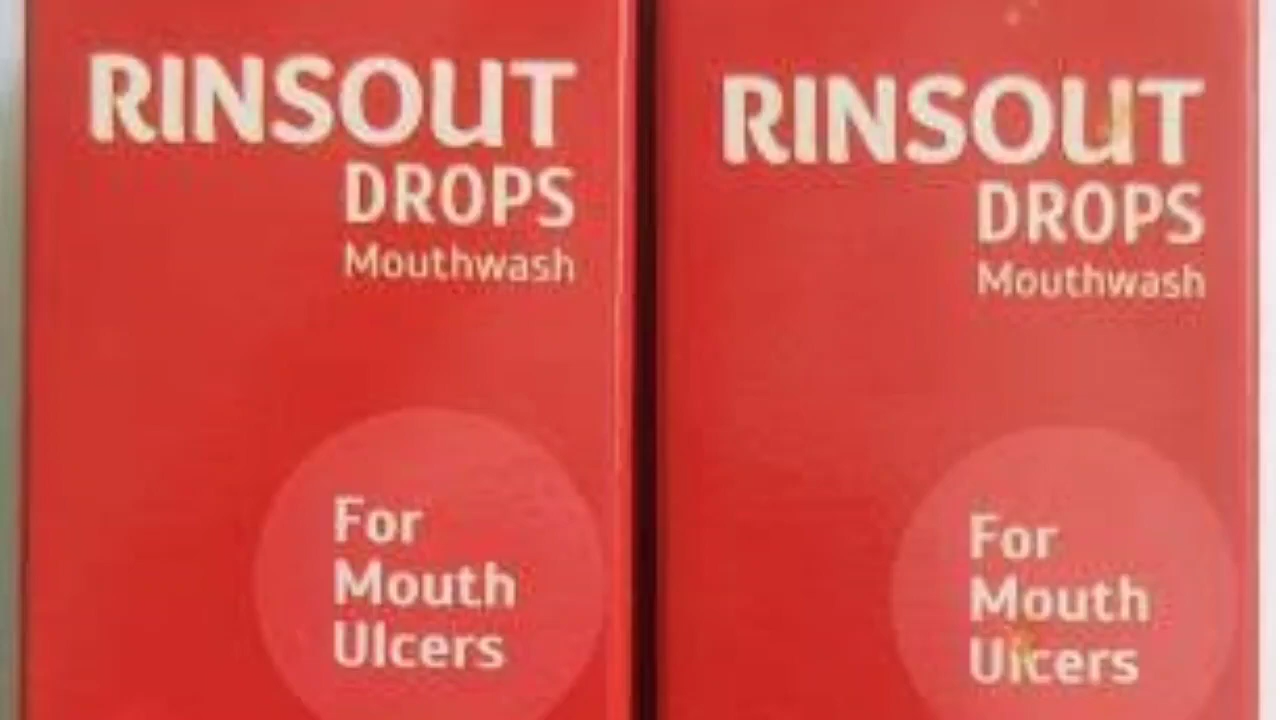 RINSOUT
DROPS
Mouthwash
For
Mouth
Ulcers
RINSOUT
DROPS
Mouthwash
For
Mouth
Ulcers